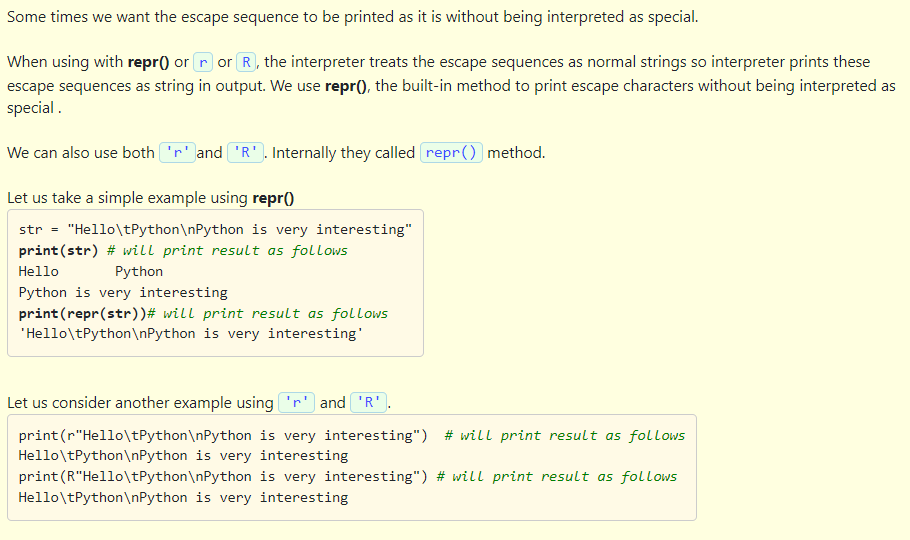 Some times we want the escape sequence to be printed as it is without being interpreted as special.
When using with repr() or r or R, the interpreter treats the escape sequences as normal strings so interpreter prints these
escape sequences as string in output. We use repr(), the built-in method to print escape characters without being interpreted as
special .
We can also use both 'r' and 'R'. Internally they called repr() method.
Let us take a simple example using repr()
str = "Hello\tPython\nPython is very interesting"
print(str) # will print result as follows
Hello       Python
Python is very interesting
print(repr(str))# will print result as follows
'Hello\tPython\nPython is very interesting'
Let us consider another example using 'r' and 'R'.
print(r"Hello\tPython\nPython is very interesting")  # will print result as follows
Hello\tPython\nPython is very interesting
print(R"Hello\tPython\nPython is very interesting") # will print result as follows
Hello\tPython\nPython is very interesting